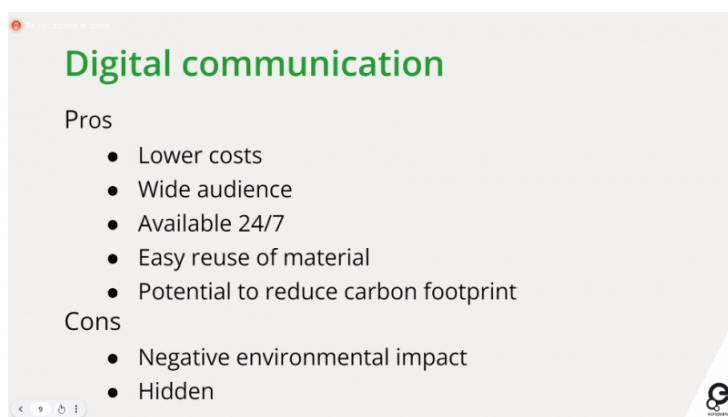 Digital communication
Pros
● Lower costs
● Wide audience
● Available 24/7
● Easy reuse of material
● Potential to reduce carbon footprint
Cons
● Negative environmental impact
● Hidden
9